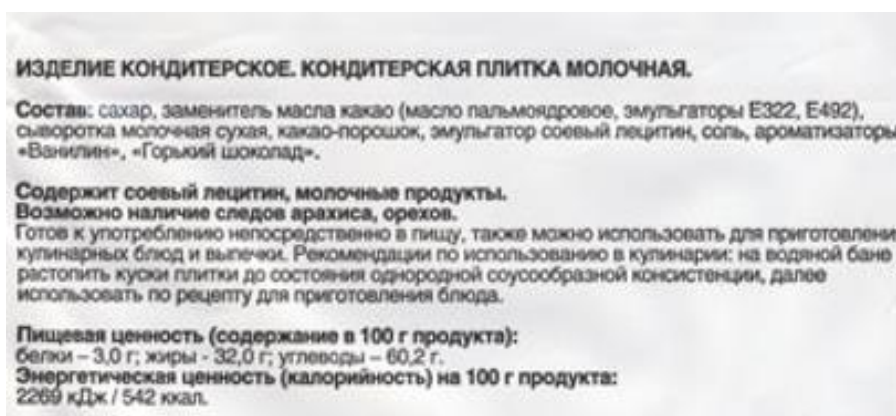 ИЗДЕЛИЕ КОНДИТЕРСКОЕ. КОНДИТЕРСКАЯ ПЛИТКА МОЛОЧНАЯ.
Состав: сахар, заменитель масла какао (масло пальмоядровое, эмульгаторы E322, E492),
сыворотка молочная сухая, какао-порошок, эмульгатор соевый лецитин, соль, ароматизаторы
«Ванилин», «Горький шоколад».
Содержит соевый лецитин, молочные продукты.
Возможно наличие следов арахиса, орехов.
Готов к употреблению непосредственно в пищу, также можно использовать для приготовлени
кулинарных блюд и выпечки. Рекомендации по использованию в кулинарии: на водяной бане
растопить куски плитки до состояния однородной соусообразной консистенции, далее
использовать по рецепту для приготовления блюда.
Пищевая ценность (содержание в 100 г продукта):
белки – 3,0 г; жиры - 32,0 г; углеводы – 60,2 г.
Энергетическая ценность (калорийность) на 100 г продукта:
2269 кДж / 542 ккал.